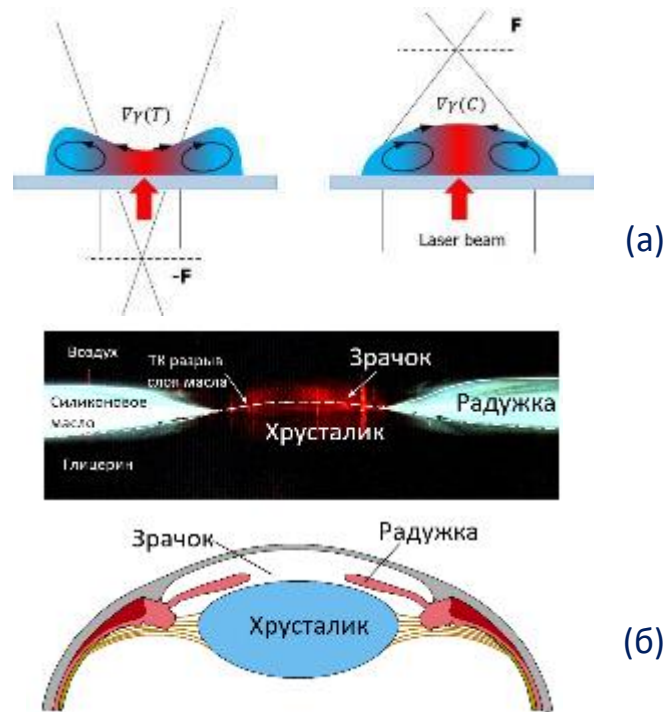 F
∇γ(T)
∇γ(C)
Laser beam
-F
(а)
Воздух
ТК разрыв
слоя масла
Зрачок
Силиконовое
масло
Хрусталик
Радужка
Глицерин
Зрачок
Радужка
Хрусталик
(б)